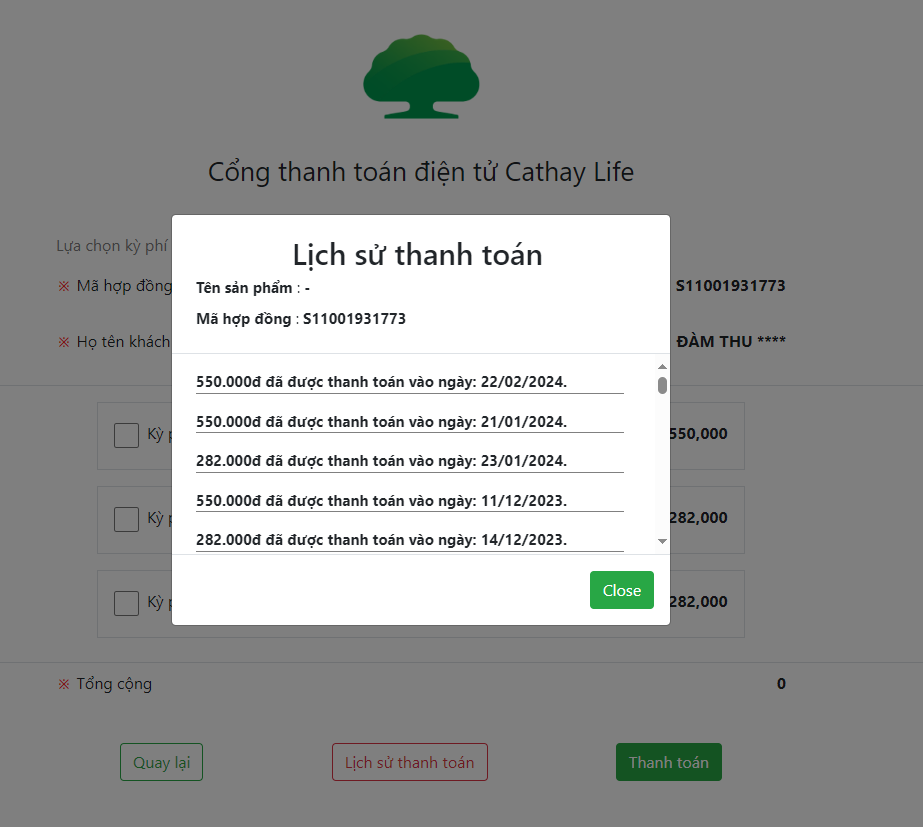 Cổng thanh toán điện tử Cathay Life
Lịch sử thanh toán
Tên sản phẩm : -
Mã hợp đồng : S11001931773
Lựa chọn kỳ phí
※ Mã hợp đồng S11001931773
※ Họ tên khách ĐÀM THU ****
550.000đ đã được thanh toán vào ngày: 22/02/2024.
550.000đ đã được thanh toán vào ngày: 21/01/2024.
282.000đ đã được thanh toán vào ngày: 23/01/2024.
550.000đ đã được thanh toán vào ngày: 11/12/2023.
282.000đ đã được thanh toán vào ngày: 14/12/2023.
Close
Kỳ 550,000
Kỳ 282,000
Kỳ 282,000
※ Tổng cộng 0
Quay lại
Lịch sử thanh toán
Thanh toán